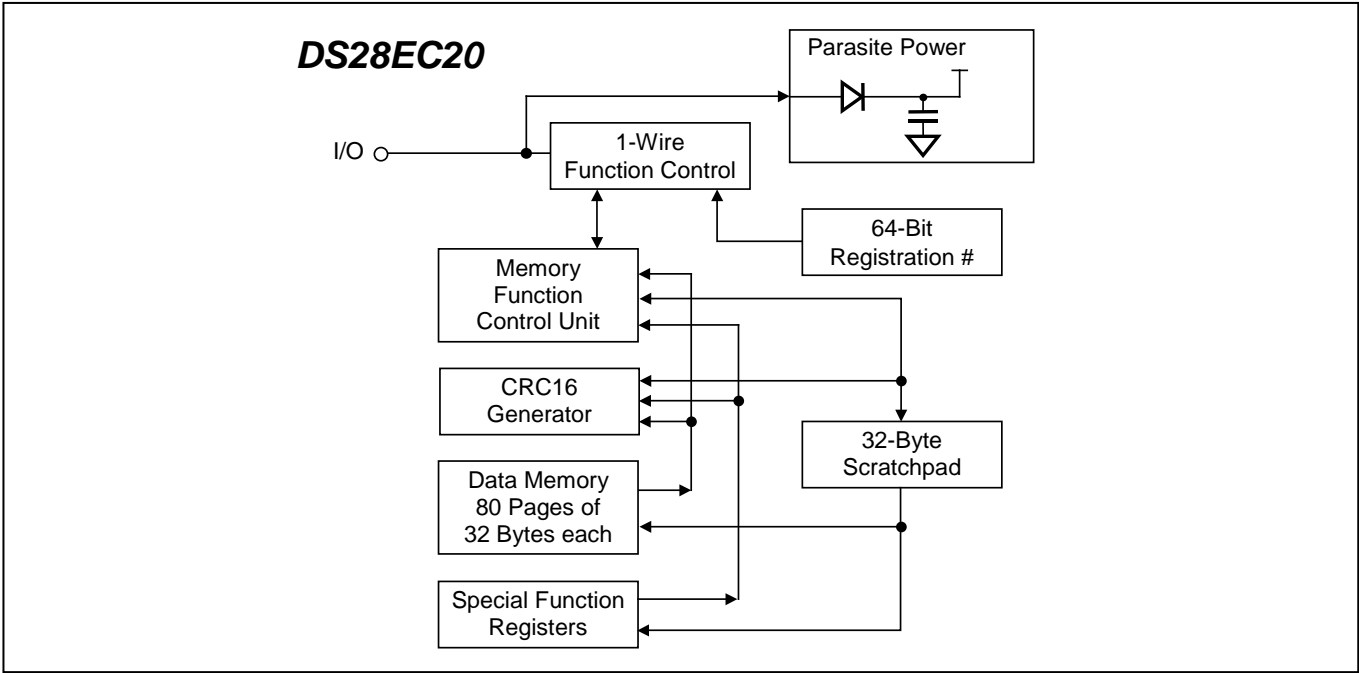 DS28EC20
Parasite Power
I/O
1-Wire
Function Control
64-Bit
Registration #
Memory
Function
Control Unit
CRC16
Generator
32-Byte
Scratchpad
Data Memory
80 Pages of
32 Bytes each
Special Function
Registers